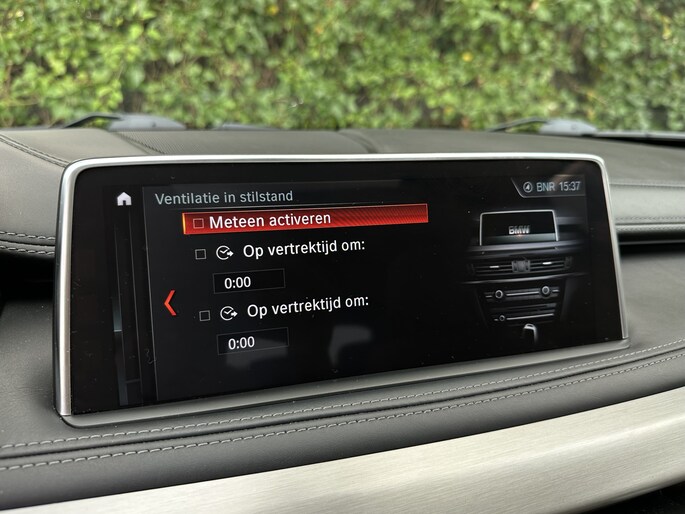 Ventilatie in stilstand
BNR 15:37
Meteen activeren
BMW
Op vertrektijd om:
0:00
Op vertrektijd om:
0:00